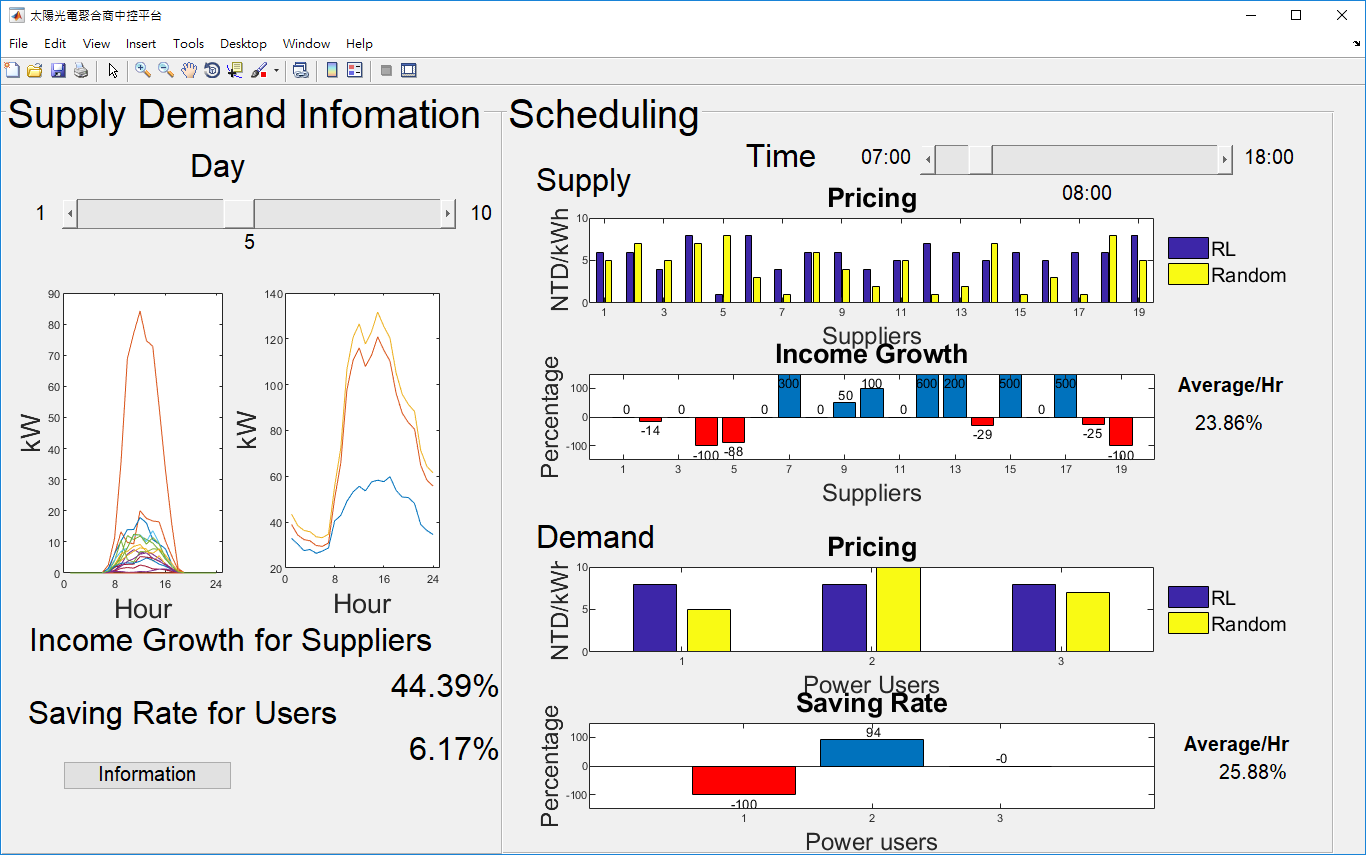 太陽光電聚合商中控平台
File Edit View Insert Tools Desktop Window Help
Supply Demand Infomation
Day
1
10
5
kW
90
80
70
60
50
40
30
20
10
0
0 8 16 24
Hour
kW
140
120
100
80
60
40
20
0 8 16 24
Hour
Income Growth for Suppliers
44.39%
Saving Rate for Users
6.17%
Information
Scheduling
Time 07:00 18:00
08:00
Supply
Pricing
NTD/kWh
10
5
0
1 3 5 7 9 11 13 15 17 19
Suppliers
RL
Random
Income Growth
Percentage
100
0
-100
0 -14 0 -100 -88 0 300 0 50 100 0 600 200 -29 500 0 500 -25 -100
1 3 5 7 9 11 13 15 17 19
Suppliers
Average/Hr
23.86%
Demand
Pricing
NTD/kWh
10
5
0
1 2 3
Power Users
RL
Random
Saving Rate
Percentage
100
0
-100
-100 94 -0
1 2 3
Power users
Average/Hr
25.88%